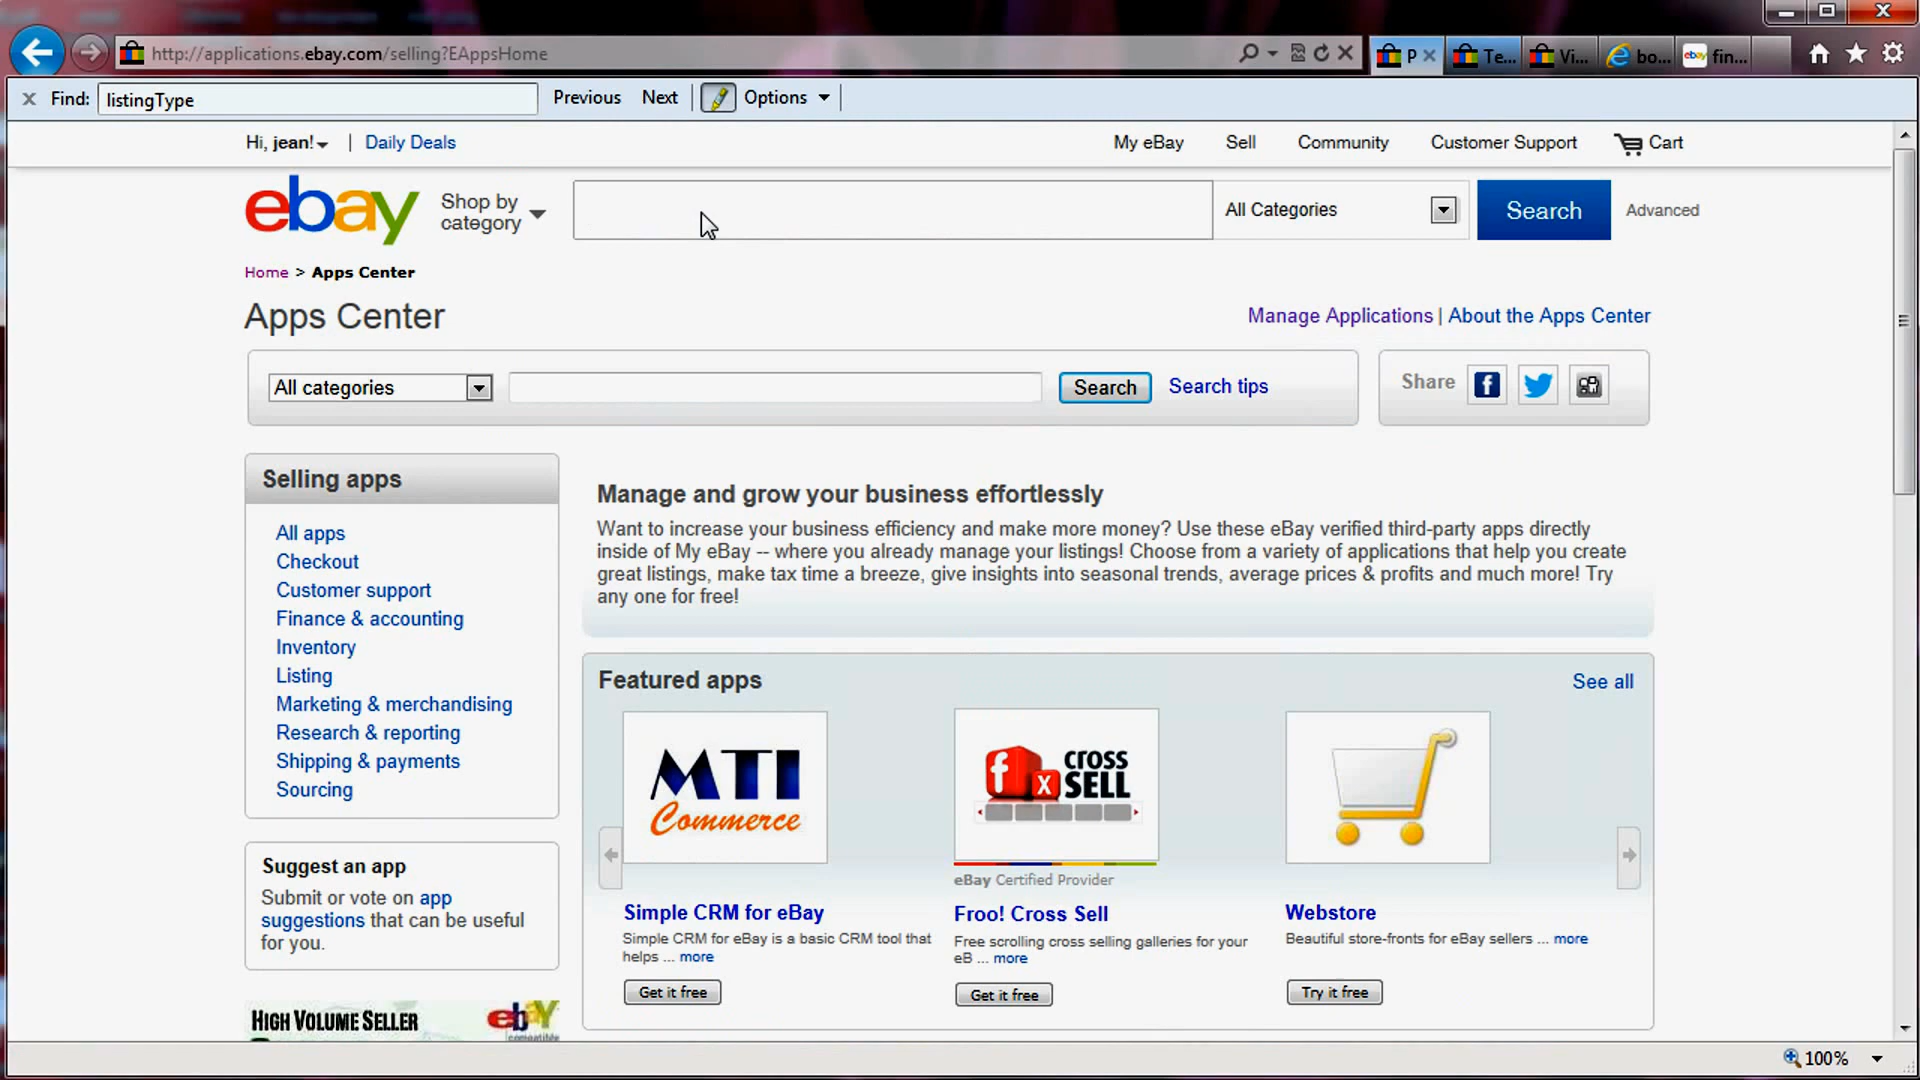 http://applications.ebay.com/selling?EAppsHome
P
Te...
Vi...
bo...
fin...
Find: listingType Previous Next Options
Hi, jean! | Daily Deals
My eBay Sell Community Customer Support Cart
ebay Shop by category
All Categories Search Advanced
Home > Apps Center
Apps Center
Manage Applications | About the Apps Center
All categories Search Search tips
Share
Selling apps
All apps
Checkout
Customer support
Finance & accounting
Inventory
Listing
Marketing & merchandising
Research & reporting
Shipping & payments
Sourcing
Suggest an app
Submit or vote on app
suggestions that can be useful
for you.
HIGH VOLUME SELLER
ebay
compatible
Manage and grow your business effortlessly
Want to increase your business efficiency and make more money? Use these eBay verified third-party apps directly
inside of My eBay -- where you already manage your listings! Choose from a variety of applications that help you create
great listings, make tax time a breeze, give insights into seasonal trends, average prices & profits and much more! Try
any one for free!
Featured apps
See all
MTI
Commerce
Simple CRM for eBay
Simple CRM for eBay is a basic CRM tool that
helps ... more
Get it free
f x CROSS
SELL
eBay Certified Provider
Froo! Cross Sell
Free scrolling cross selling galleries for your
eB ... more
Get it free
Webstore
Beautiful store-fronts for eBay sellers ... more
Try it free
100%